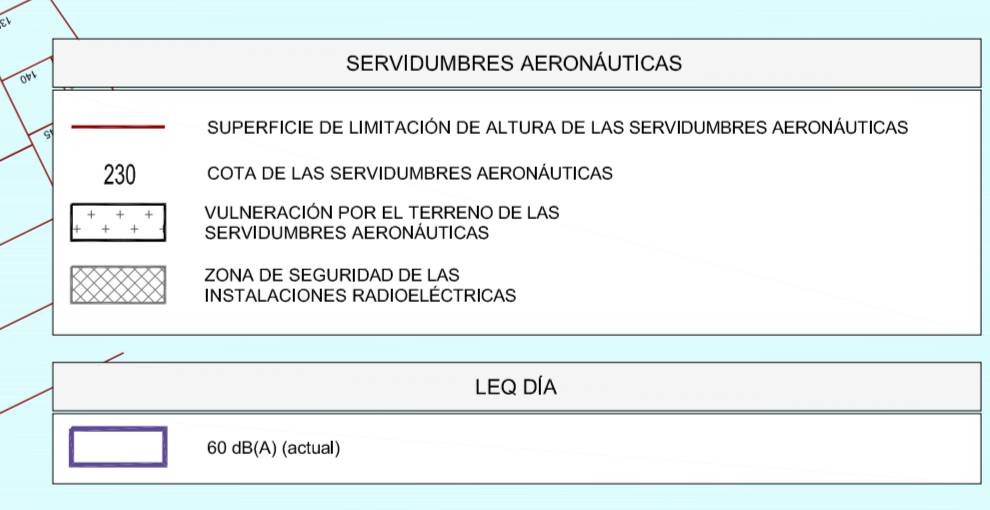 140
SERVIDUMBRES AERONÁUTICAS
SUPERFICIE DE LIMITACIÓN DE ALTURA DE LAS SERVIDUMBRES AERONÁUTICAS
230
COTA DE LAS SERVIDUMBRES AERONÁUTICAS
VULNERACIÓN POR EL TERRENO DE LAS
SERVIDUMBRES AERONÁUTICAS
ZONA DE SEGURIDAD DE LAS
INSTALACIONES RADIOELÉCTRICAS
LEQ DÍA
60 dB(A) (actual)